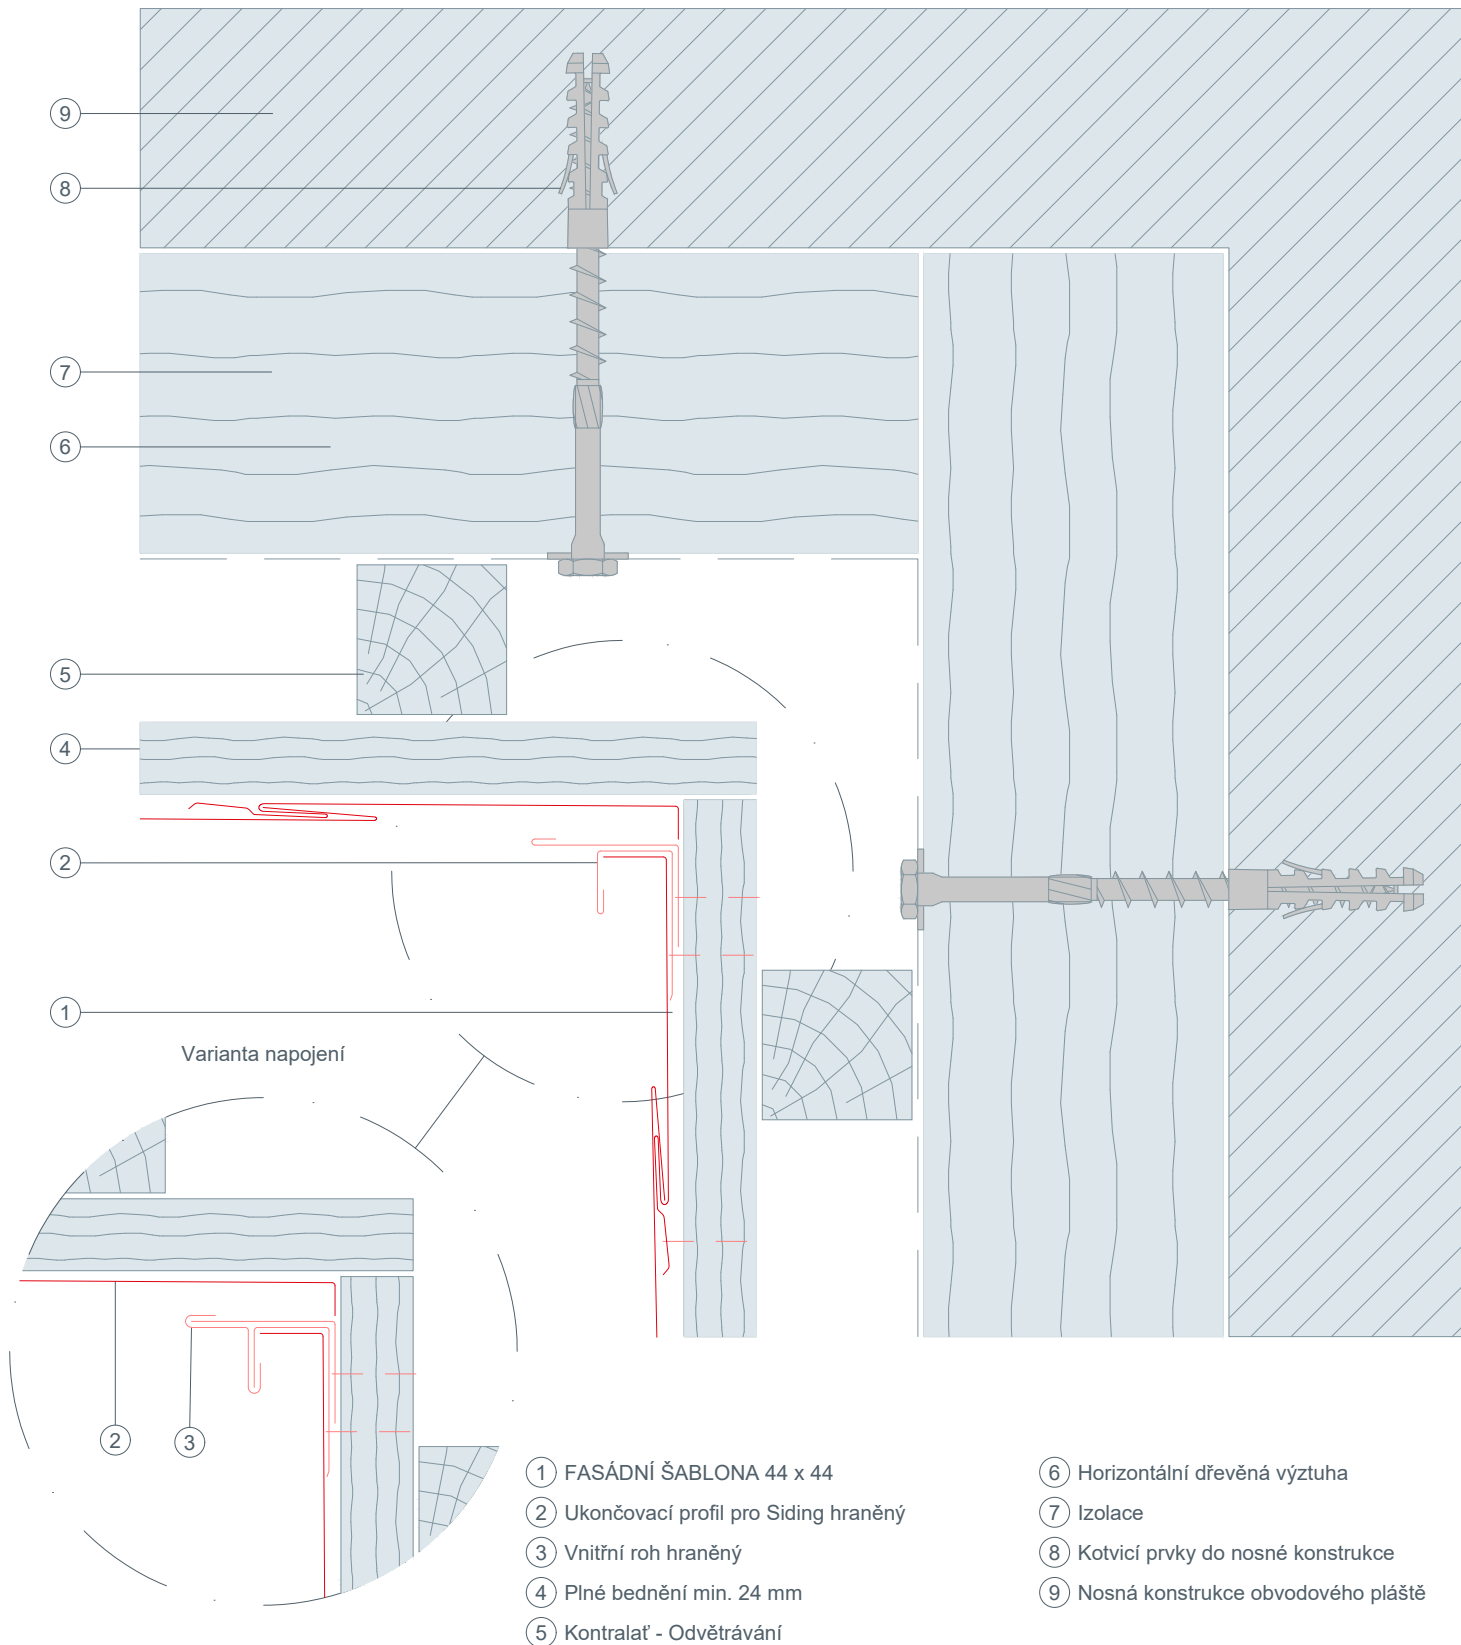 9
8
7
6
5
4
2
1
Varianta napojení
2
3
1 FASÁDNÍ ŠABLONA 44 x 44
2 Ukončovací profil pro Siding hraněný
3 Vnitřní roh hraněný
4 Plné bednění min. 24 mm
5 Kontralať - Odvětrávání
6 Horizontální dřevěná výztuha
7 Izolace
8 Kotvicí prvky do nosné konstrukce
9 Nosná konstrukce obvodového pláště